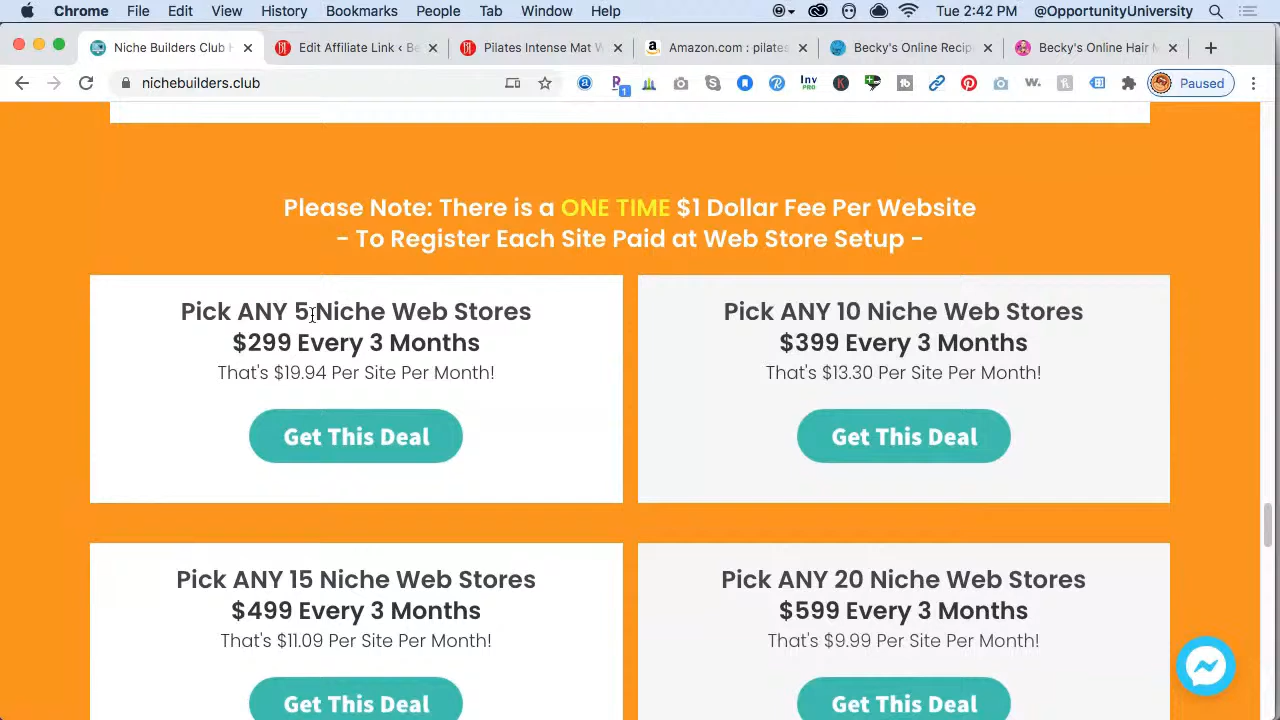 Chrome File Edit View History Bookmarks People Tab Window Help Tue 2:42 PM @OpportunityUniversity
Niche Builders Club H
Edit Affiliate Link ‹ Be
Pilates Intense Mat W
Amazon.com : pilates
Becky's Online Recip
Becky's Online Hair
nichebuilders.club
1
Inv
PRO
Paused
Please Note: There is a ONE TIME $1 Dollar Fee Per Website
- To Register Each Site Paid at Web Store Setup -
Pick ANY 5 Niche Web Stores
$299 Every 3 Months
That's $19.94 Per Site Per Month!
Get This Deal
Pick ANY 10 Niche Web Stores
$399 Every 3 Months
That's $13.30 Per Site Per Month!
Get This Deal
Pick ANY 15 Niche Web Stores
$499 Every 3 Months
That's $11.09 Per Site Per Month!
Get This Deal
Pick ANY 20 Niche Web Stores
$599 Every 3 Months
That's $9.99 Per Site Per Month!
Get This Deal